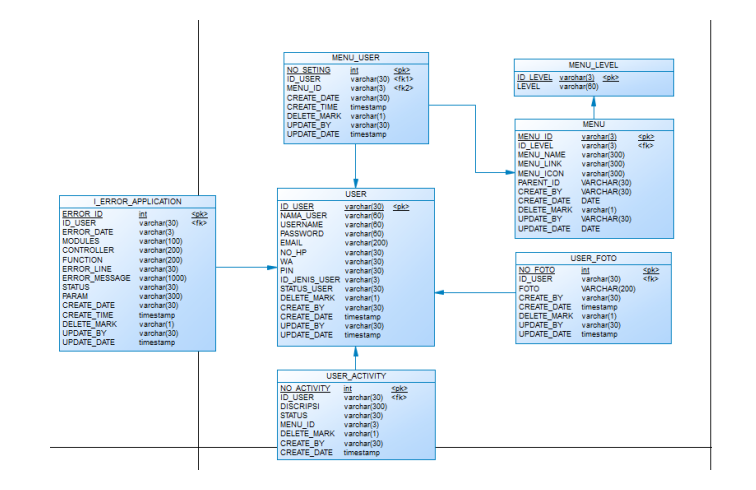 MENU_USER
NO_SETING int <pk>
ID_USER varchar(30) <fk1>
MENU_ID varchar(3) <fk2>
CREATE_DATE varchar(30)
CREATE_TIME timestamp
DELETE_MARK varchar(1)
UPDATE_BY varchar(30)
UPDATE_DATE timestamp
MENU_LEVEL
ID_LEVEL varchar(3) <pk>
LEVEL varchar(60)
MENU
MENU_ID varchar(3) <pk>
ID_LEVEL varchar(3) <fk>
MENU_NAME varchar(300)
MENU_LINK varchar(300)
MENU_ICON varchar(300)
PARENT_ID VARCHAR(30)
CREATE_BY VARCHAR(30)
CREATE_DATE DATE
DELETE_MARK varchar(1)
UPDATE_BY VARCHAR(30)
UPDATE_DATE DATE
I_ERROR_APPLICATION
ERROR_ID int <pk>
ID_USER varchar(30) <fk>
ERROR_DATE varchar(3)
MODULES varchar(100)
CONTROLLER varchar(200)
FUNCTION varchar(200)
ERROR_LINE varchar(30)
ERROR_MESSAGE varchar(1000)
STATUS varchar(30)
PARAM varchar(300)
CREATE_DATE varchar(30)
CREATE_TIME timestamp
DELETE_MARK varchar(1)
UPDATE_BY varchar(30)
UPDATE_DATE timestamp
USER
ID_USER varchar(30) <pk>
NAMA_USER varchar(60)
USERNAME varchar(60)
PASSWORD varchar(60)
EMAIL varchar(200)
NO_HP varchar(30)
WA varchar(30)
PIN varchar(30)
ID_JENIS_USER varchar(3)
STATUS_USER varchar(30)
DELETE_MARK varchar(1)
CREATE_BY varchar(30)
CREATE_DATE timestamp
UPDATE_BY varchar(30)
UPDATE_DATE timestamp
USER_FOTO
NO_FOTO int <pk>
ID_USER varchar(30) <fk>
FOTO VARCHAR(200)
CREATE_BY varchar(30)
CREATE_DATE timestamp
DELETE_MARK varchar(1)
UPDATE_BY varchar(30)
UPDATE_DATE timestamp
USER_ACTIVITY
NO_ACTIVITY int <pk>
ID_USER varchar(30) <fk>
DISCRIPSI varchar(300)
STATUS varchar(30)
MENU_ID varchar(3)
DELETE_MARK varchar(1)
CREATE_BY varchar(30)
CREATE_DATE timestamp